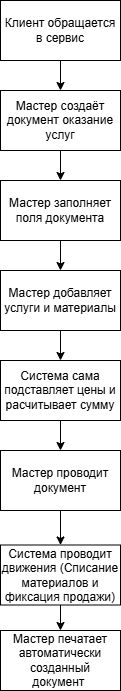 Клиент обращается
в сервис
Мастер создаёт
документ оказание
услуг
Мастер заполняет
поля документа
Мастер добавляет
услуги и материалы
Система сама
подставляет цены и
расчитывает сумму
Мастер проводит
документ
Система проводит
движения (Списание
материалов и
фиксация продажи)
Мастер печатает
автоматически
созданный
документ